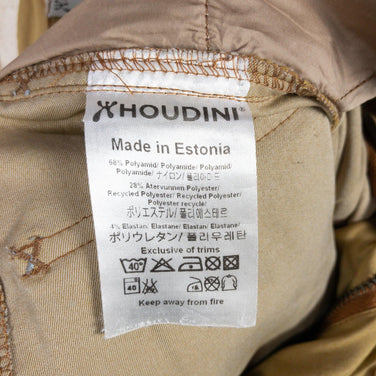 HOUDINI®
Made in Estonia
68% Polyamid/ Polyamide/ Polyamid/
Polyamide/ ナイロン/ 폴리아미드
28% Återvunnen Polyester/
Recycled Polyester/ Recycled Polyester/
Polyester recyclé/
ポリエステル/ 폴리에스테르
4% Elastan/ Elastane/ Elastan/ Elastane/
ポリウレタン/ 폴리우레탄
Exclusive of trims
40°
40
Keep away from fire